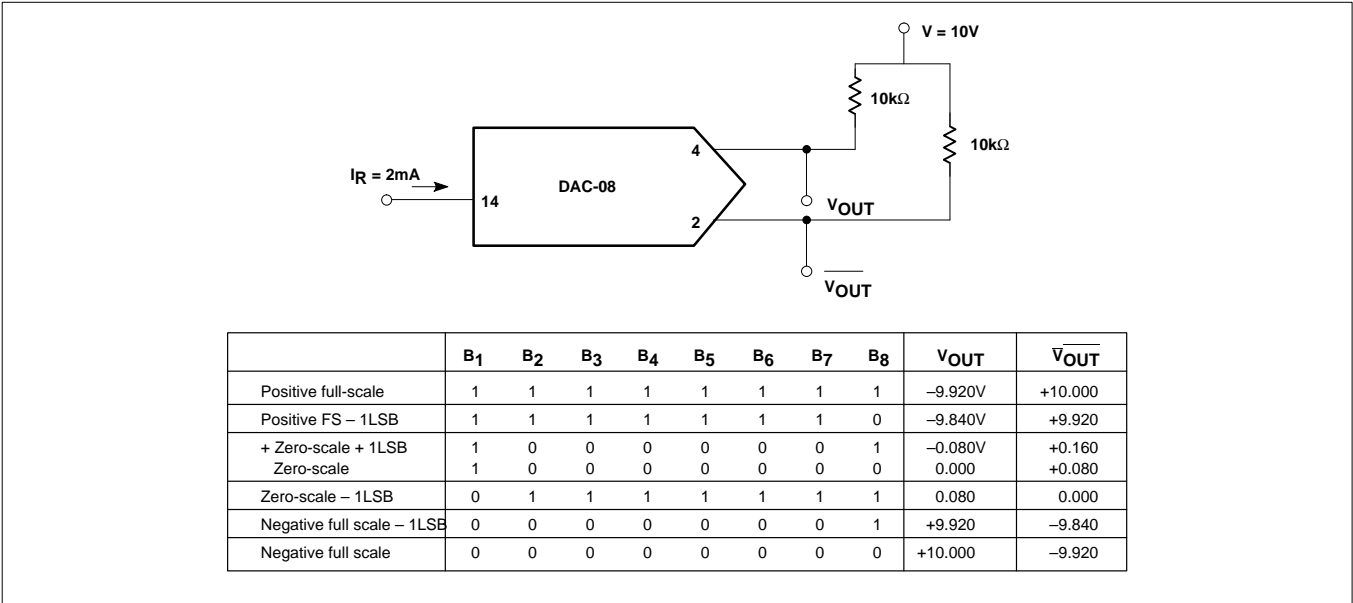 V = 10V
10kΩ
10kΩ
4
IR = 2mA
DAC-08
14
VOUT
2
VOUT
B1 B2 B3 B4 B5 B6 B7 B8 VOUT VOUT
Positive full-scale 1 1 1 1 1 1 1 1 –9.920V +10.000
Positive FS – 1LSB 1 1 1 1 1 1 1 0 –9.840V +9.920
+ Zero-scale + 1LSB 1 0 0 0 0 0 0 1 –0.080V +0.160
Zero-scale 1 0 0 0 0 0 0 0 0.000 +0.080
Zero-scale – 1LSB 0 1 1 1 1 1 1 1 0.080 0.000
Negative full scale – 1LSB 0 0 0 0 0 0 0 1 +9.920 –9.840
Negative full scale 0 0 0 0 0 0 0 0 +10.000 –9.920